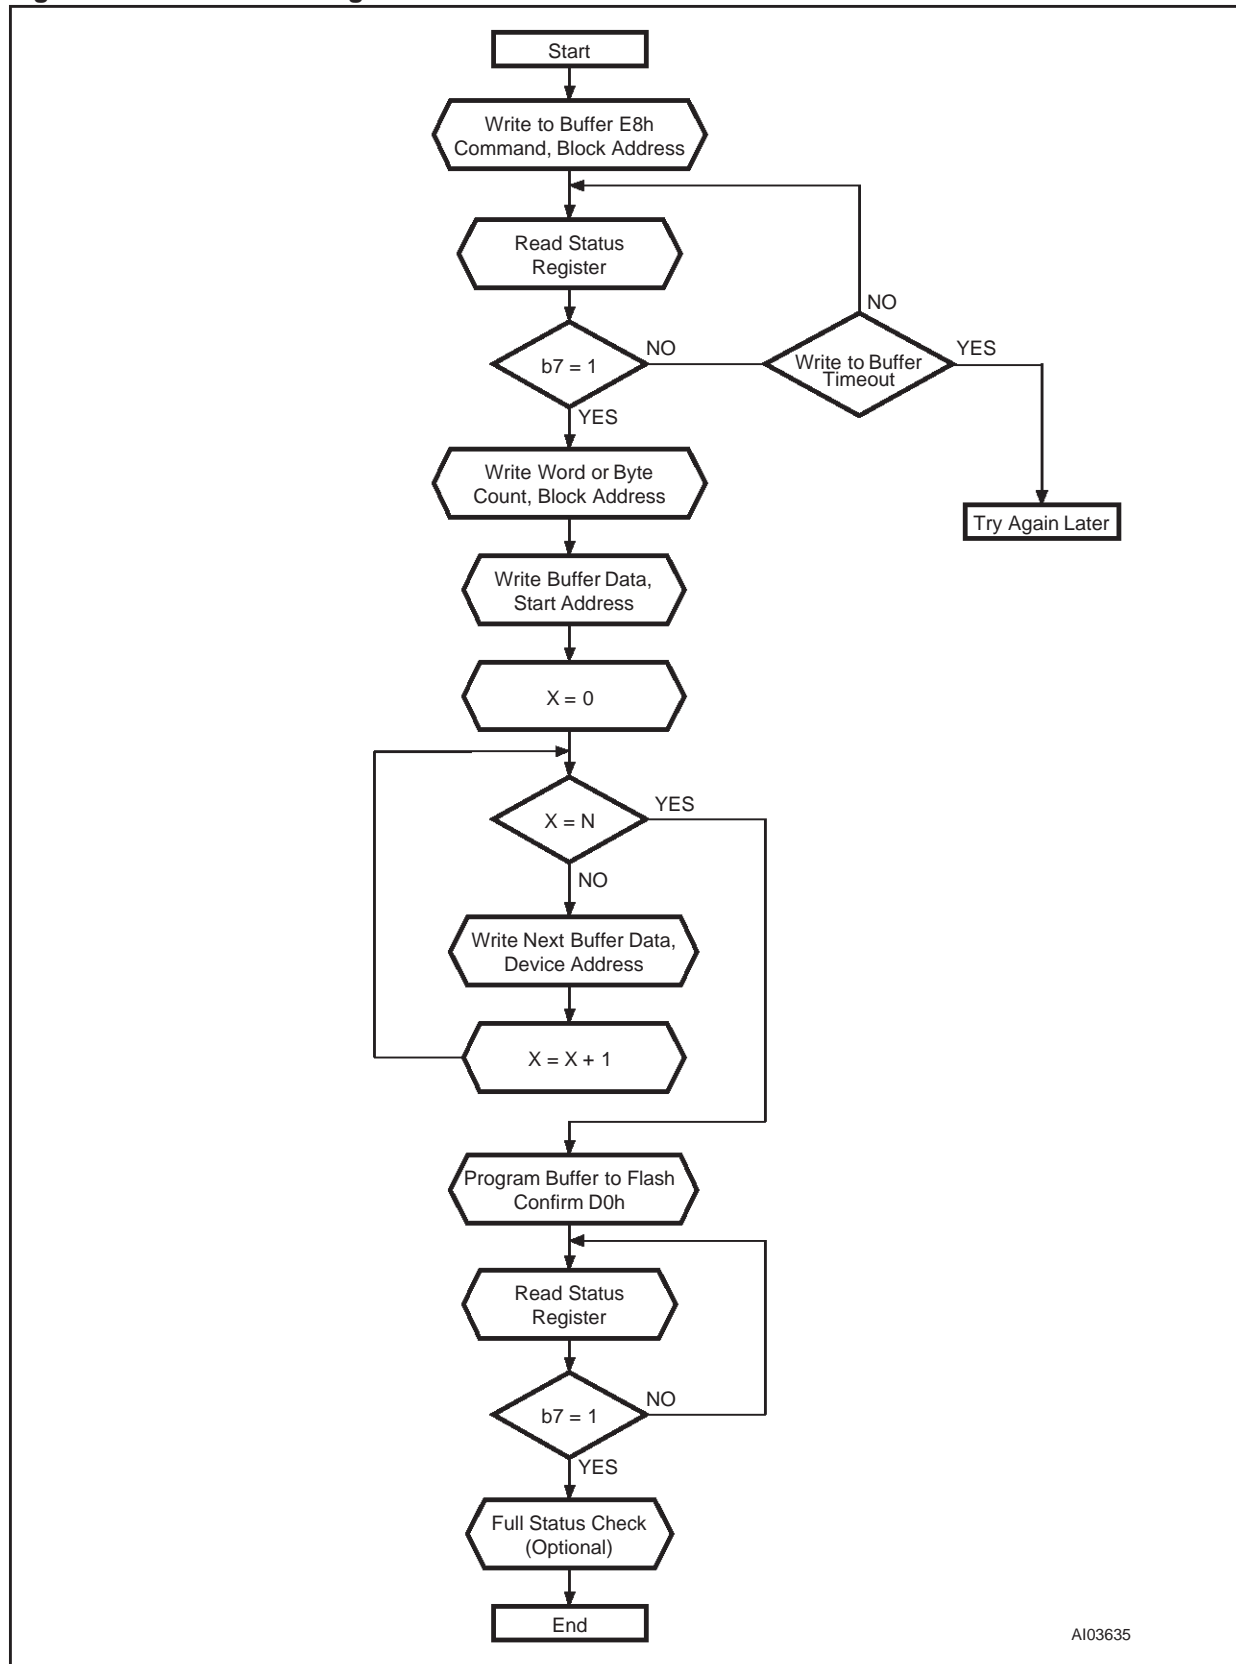 Start
Write to Buffer E8h
Command, Block Address
Read Status
Register
NO
b7 = 1
NO
Write to Buffer
Timeout
YES
YES
Write Word or Byte
Count, Block Address
Try Again Later
Write Buffer Data,
Start Address
X = 0
X = N
YES
NO
Write Next Buffer Data,
Device Address
X = X + 1
Program Buffer to Flash
Confirm D0h
Read Status
Register
b7 = 1
NO
YES
Full Status Check
(Optional)
End
AI03635